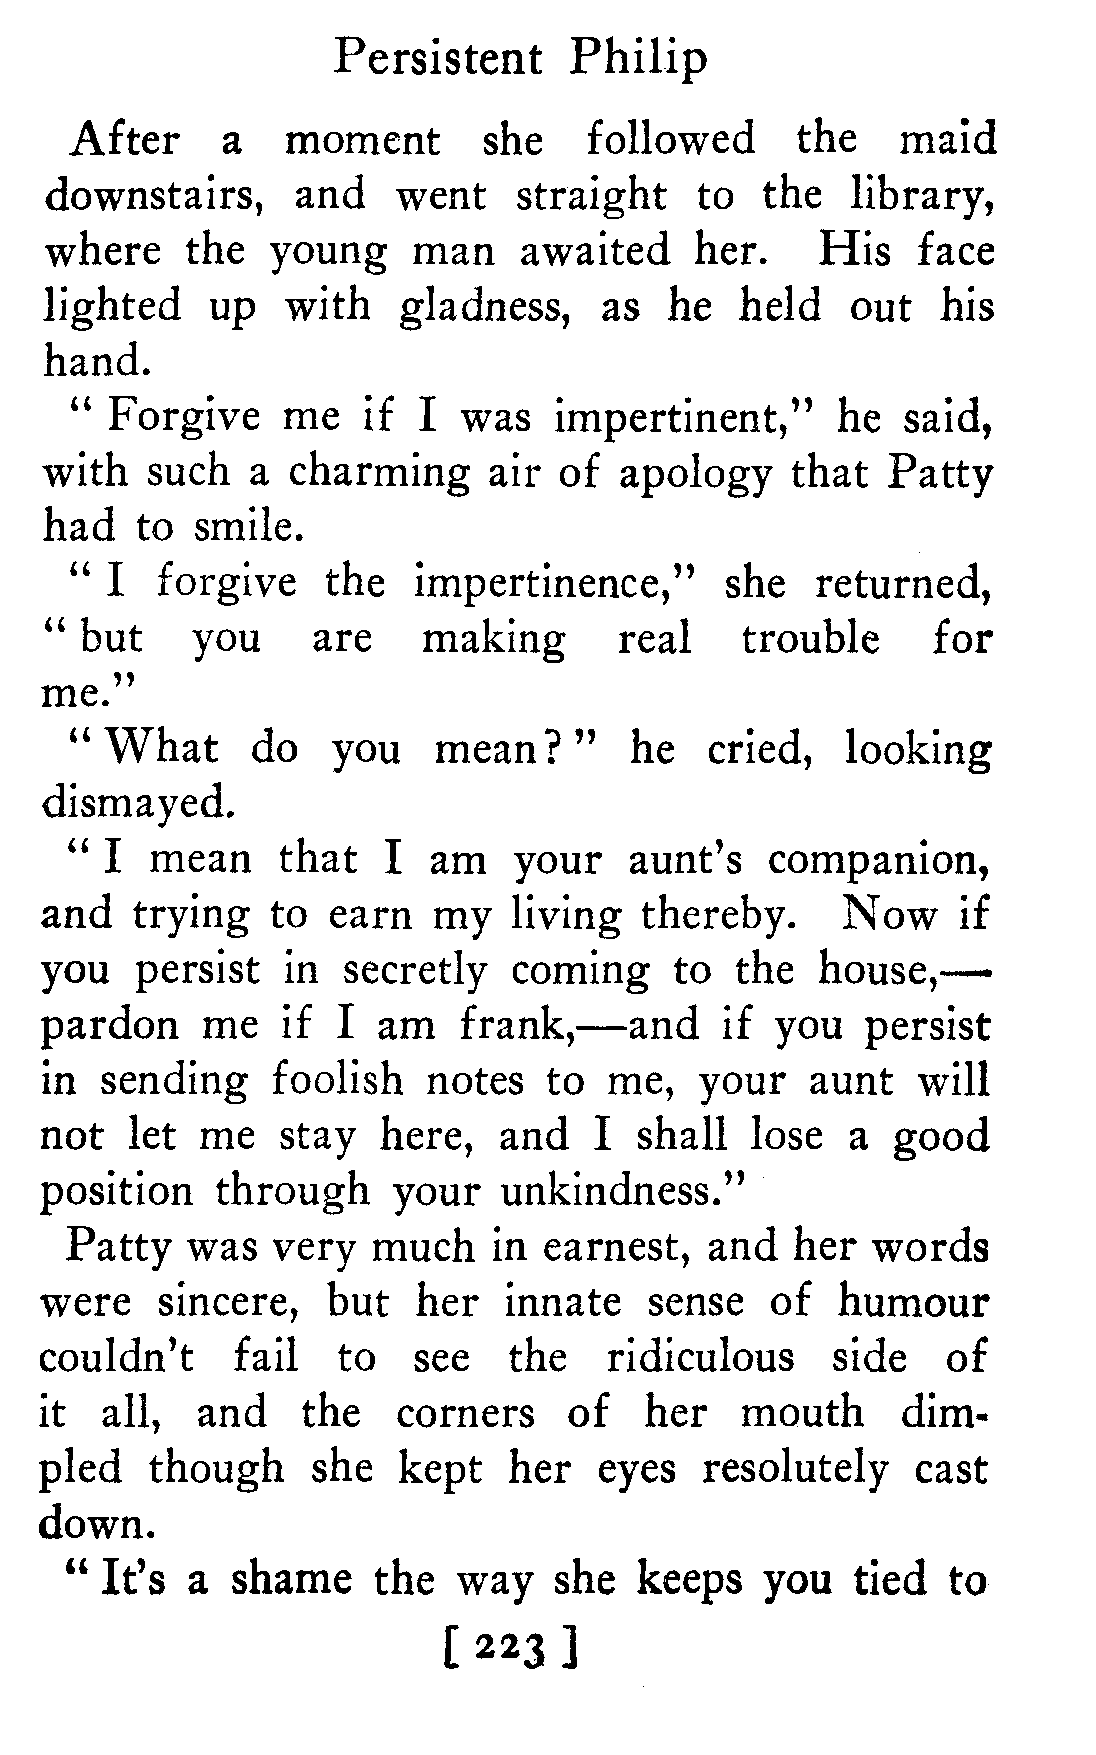 Persistent Philip
After a moment she followed the maid
downstairs, and went straight to the library,
where the young man awaited her. His face
lighted up with gladness, as he held out his
hand.
" Forgive me if I was impertinent," he said,
with such a charming air of apology that Patty
had to smile.
" I forgive the impertinence," she returned,
" but you are making real trouble for
me."
" What do you mean? " he cried, looking
dismayed.
" I mean that I am your aunt's companion,
and trying to earn my living thereby. Now if
you persist in secretly coming to the house,—
pardon me if I am frank,—and if you persist
in sending foolish notes to me, your aunt will
not let me stay here, and I shall lose a good
position through your unkindness."
Patty was very much in earnest, and her words
were sincere, but her innate sense of humour
couldn't fail to see the ridiculous side of
it all, and the corners of her mouth dim-
pled though she kept her eyes resolutely cast
down.
" It's a shame the way she keeps you tied to
[ 223 ]